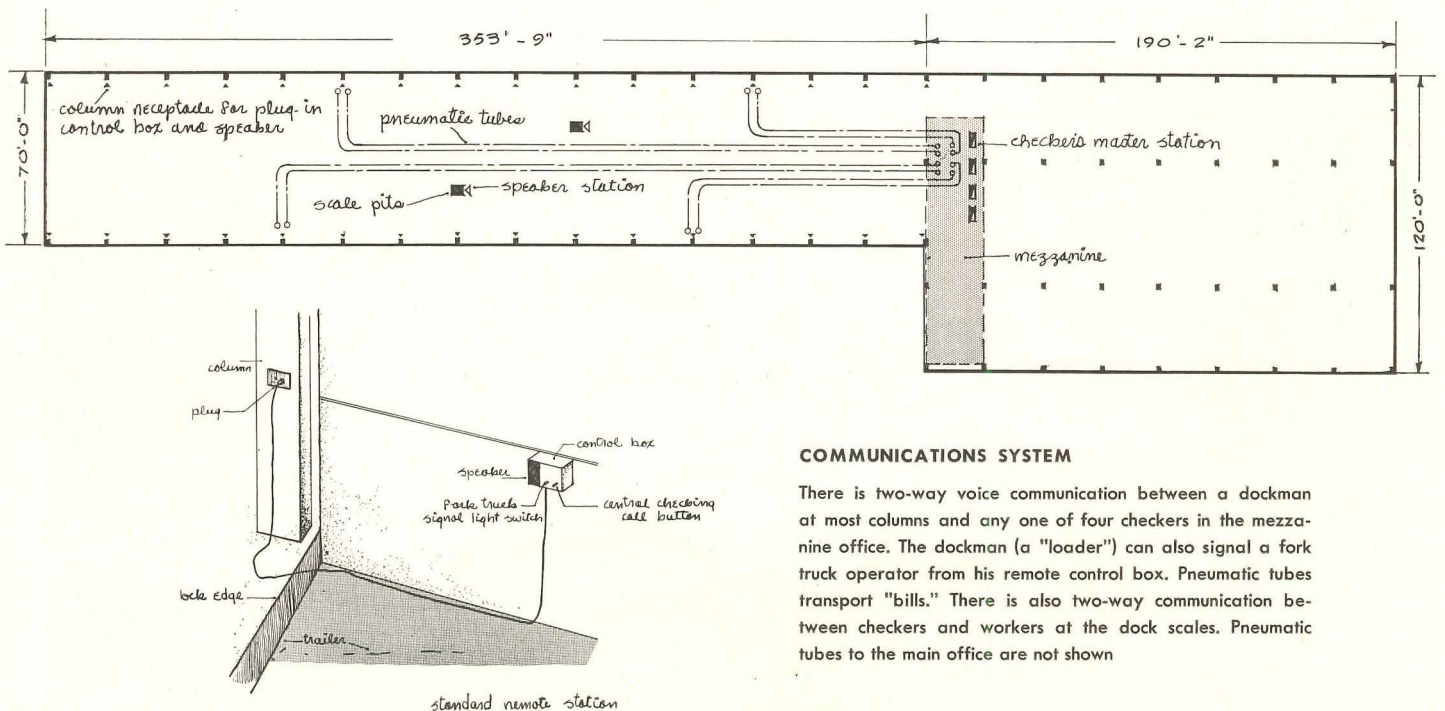 353'-9"
190'-2"
70'-0"
120'-0"
column receptacle for plug-in
control box and speaker
pneumatic tubes
checker's master station
speaker station
scale pits
mezzanine
column
plug
control box
speaker
fork truck
signal light switch
central checking
call button
ock edge
trailer
standard remote station
COMMUNICATIONS SYSTEM
There is two-way voice communication between a dockman
at most columns and any one of four checkers in the mezza-
nine office. The dockman (a "loader") can also signal a fork
truck operator from his remote control box. Pneumatic tubes
transport "bills." There is also two-way communication be-
tween checkers and workers at the dock scales. Pneumatic
tubes to the main office are not shown